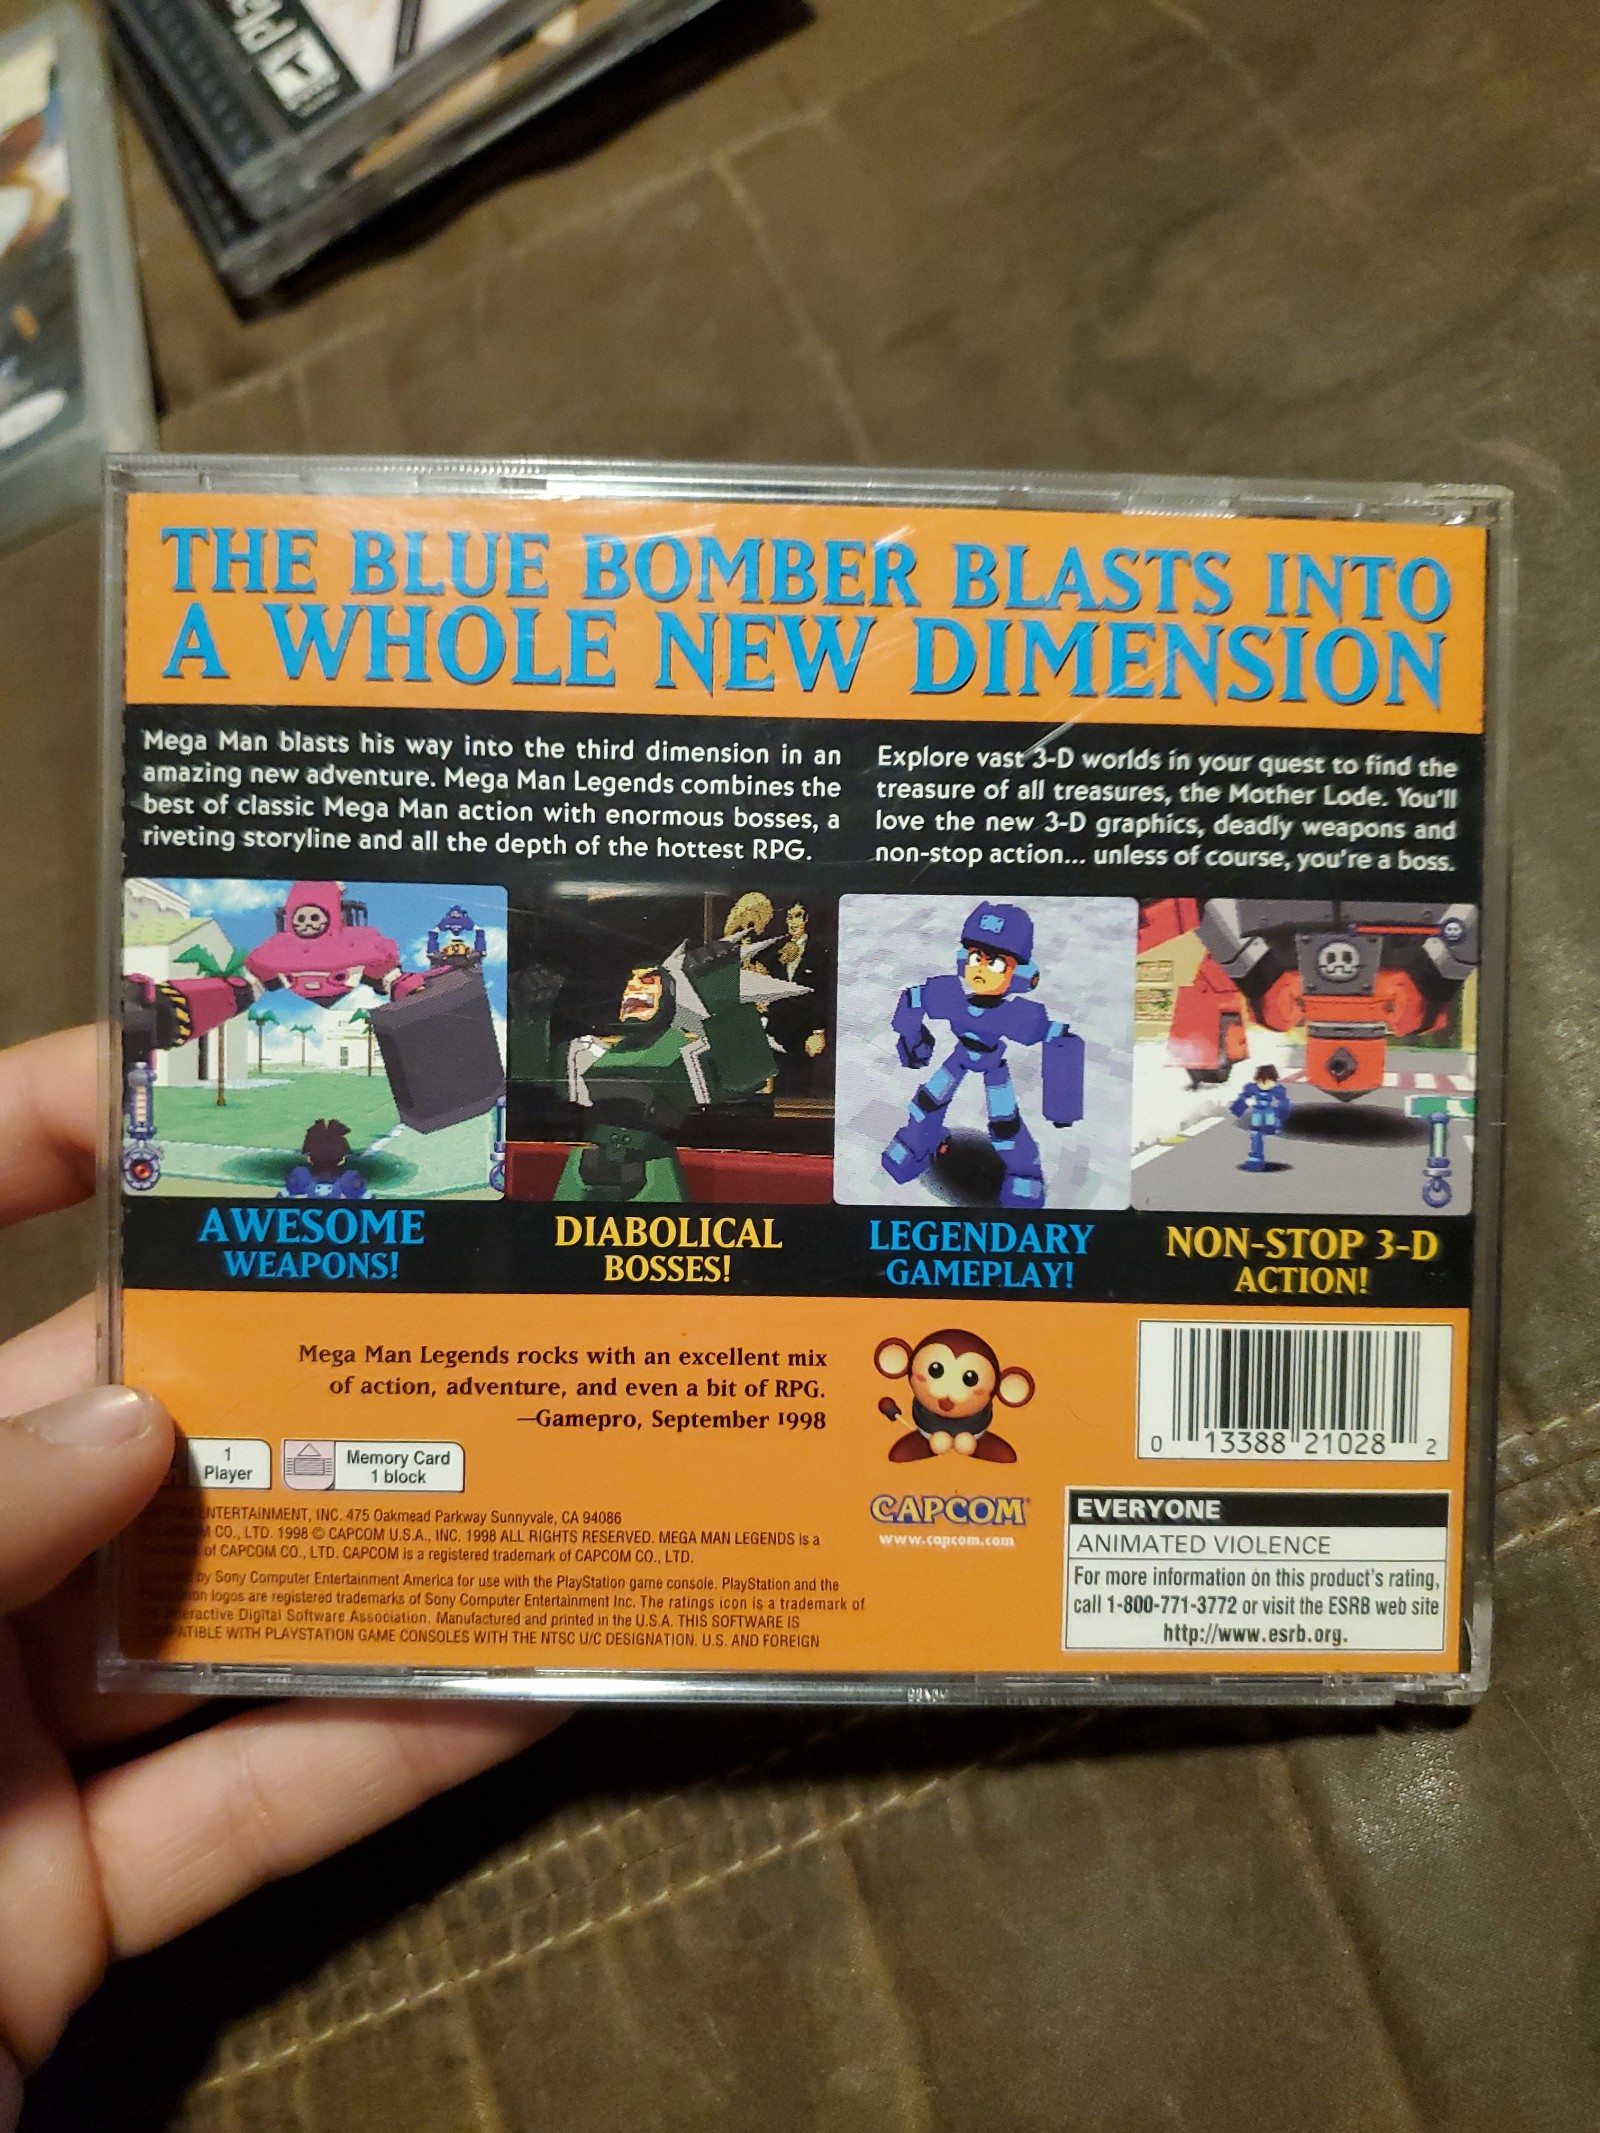 THE BLUE BOMBER BLASTS INTO
A WHOLE NEW DIMENSION
Mega Man blasts his way into the third dimension in an
amazing new adventure. Mega Man Legends combines the
best of classic Mega Man action with enormous bosses, a
riveting storyline and all the depth of the hottest RPG.
Explore vast 3-D worlds in your quest to find the
treasure of all treasures, the Mother Lode. You'll
love the new 3-D graphics, deadly weapons and
non-stop action... unless of course, you're a boss.
AWESOME
WEAPONS!
DIABOLICAL
BOSSES!
LEGENDARY
GAMEPLAY!
NON-STOP 3-D
ACTION!
Mega Man Legends rocks with an excellent mix
of action, adventure, and even a bit of RPG.
—Gamepro, September 1998
1
Player
Memory Card
1 block
ENTERTAINMENT, INC. 475 Oakmead Parkway Sunnyvale, CA 94086
CO., LTD. 1998 © CAPCOM U.S.A., INC. 1998 ALL RIGHTS RESERVED. MEGA MAN LEGENDS is a
of CAPCOM CO., LTD. CAPCOM is a registered trademark of CAPCOM CO., LTD.
by Sony Computer Entertainment America for use with the PlayStation game console. PlayStation and the
logos are registered trademarks of Sony Computer Entertainment Inc. The ratings icon is a trademark of
Digital Software Association. Manufactured and printed in the U.S.A. THIS SOFTWARE IS
WITH PLAYSTATION GAME CONSOLES WITH THE NTSC U/C DESIGNATION. U.S. AND FOREIGN
CAPCOM
www.capcom.com
0 13388 21028 2
EVERYONE
ANIMATED VIOLENCE
For more information on this product's rating,
call 1-800-771-3772 or visit the ESRB web site
http://www.esrb.org.